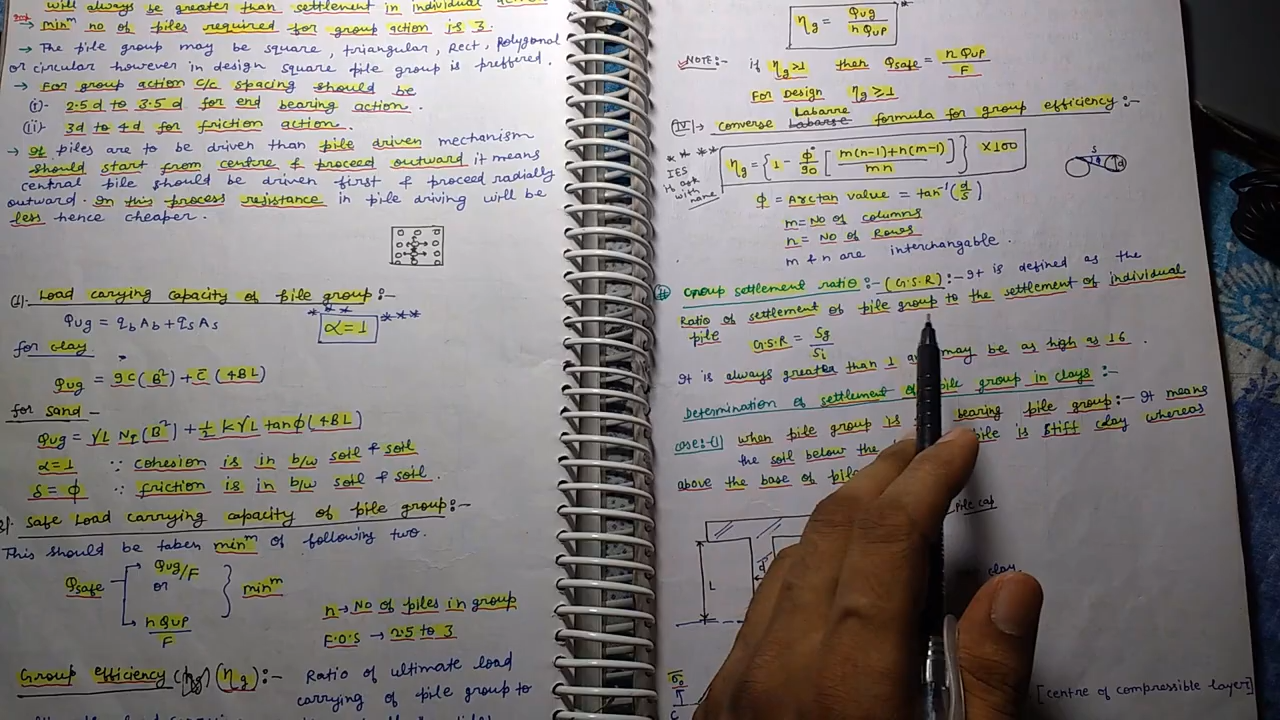 will always be greater than settlement in individual action
→ min^m no of piles required for group action is 3.
→ The pile group may be square, triangular, Rect, Polygonal
or circular however in design square pile group is preffered.
→ For group action c/c spacing should be
(i)- 2.5 d to 3.5 d for end bearing action.
(ii)- 3d to 4d for friction action.
→ If piles are to be driven than pile driven mechanism
should start from centre & proceed outward it means
central pile should be driven first & proceed radially
outward. In this process resistance in pile driving will be
less hence cheaper.
(1). Load carrying capacity of pile group:-
Qug = qb Ab + qs As
α=1
for clay
Qug = 9c(B²) + c̄ (4BL)
for sand -
Qug = γL Nq(B²) + 1/2 kγL tanϕ(4BL)
α=1 ∵ cohesion is in b/w soil & soil
δ = ϕ ∵ friction is in b/w soil & soil.
Safe Load carrying capacity of pile group:-
This should be taken min^m of following two.
Qsafe Qug/F or nQup/F } min^m
n → No of piles in group
F.O.S → 2.5 to 3
Group efficiency (ηg):- Ratio of ultimate load
carrying of pile group to
ηg = Qug / nQup
NOTE:- if ηg>1 then Qsafe = nQup / F
For Design ηg ≥ 1
(IV)→ converse Labarre formula for group efficiency:-
IES
ηg = {1 - ϕ/90 [m(n-1)+n(m-1) / mn]} ×100
with name
s
d
ϕ = Arctan value = tan⁻¹(d/s)
m = No of columns
n = No of Rows
m & n are interchangable.
# Group settlement ratio:- (G.S.R):- It is defined as the
Ratio of settlement of pile group to the settlement of individual
pile G.S.R = Sg/Si
It is always greater than 1 may be as high as 16.
Determination of settlement of pile group in clays:-
case:-(1) when pile group is bearing pile group:- It means
the soil below the pile is stiff clay whereas
above the base of pile
pile cap
L
d
clay.
σ̄o
[centre of compressible layer]